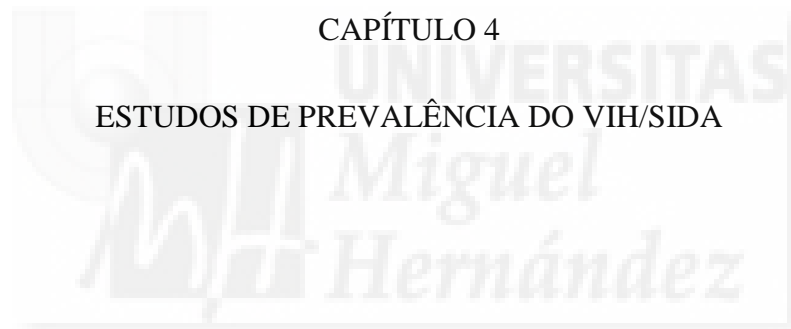 CAPÍTULO 4
UNIVERSITAS
ESTUDOS DE PREVALÊNCIA DO VIH/SIDA
Miguel
Hernández